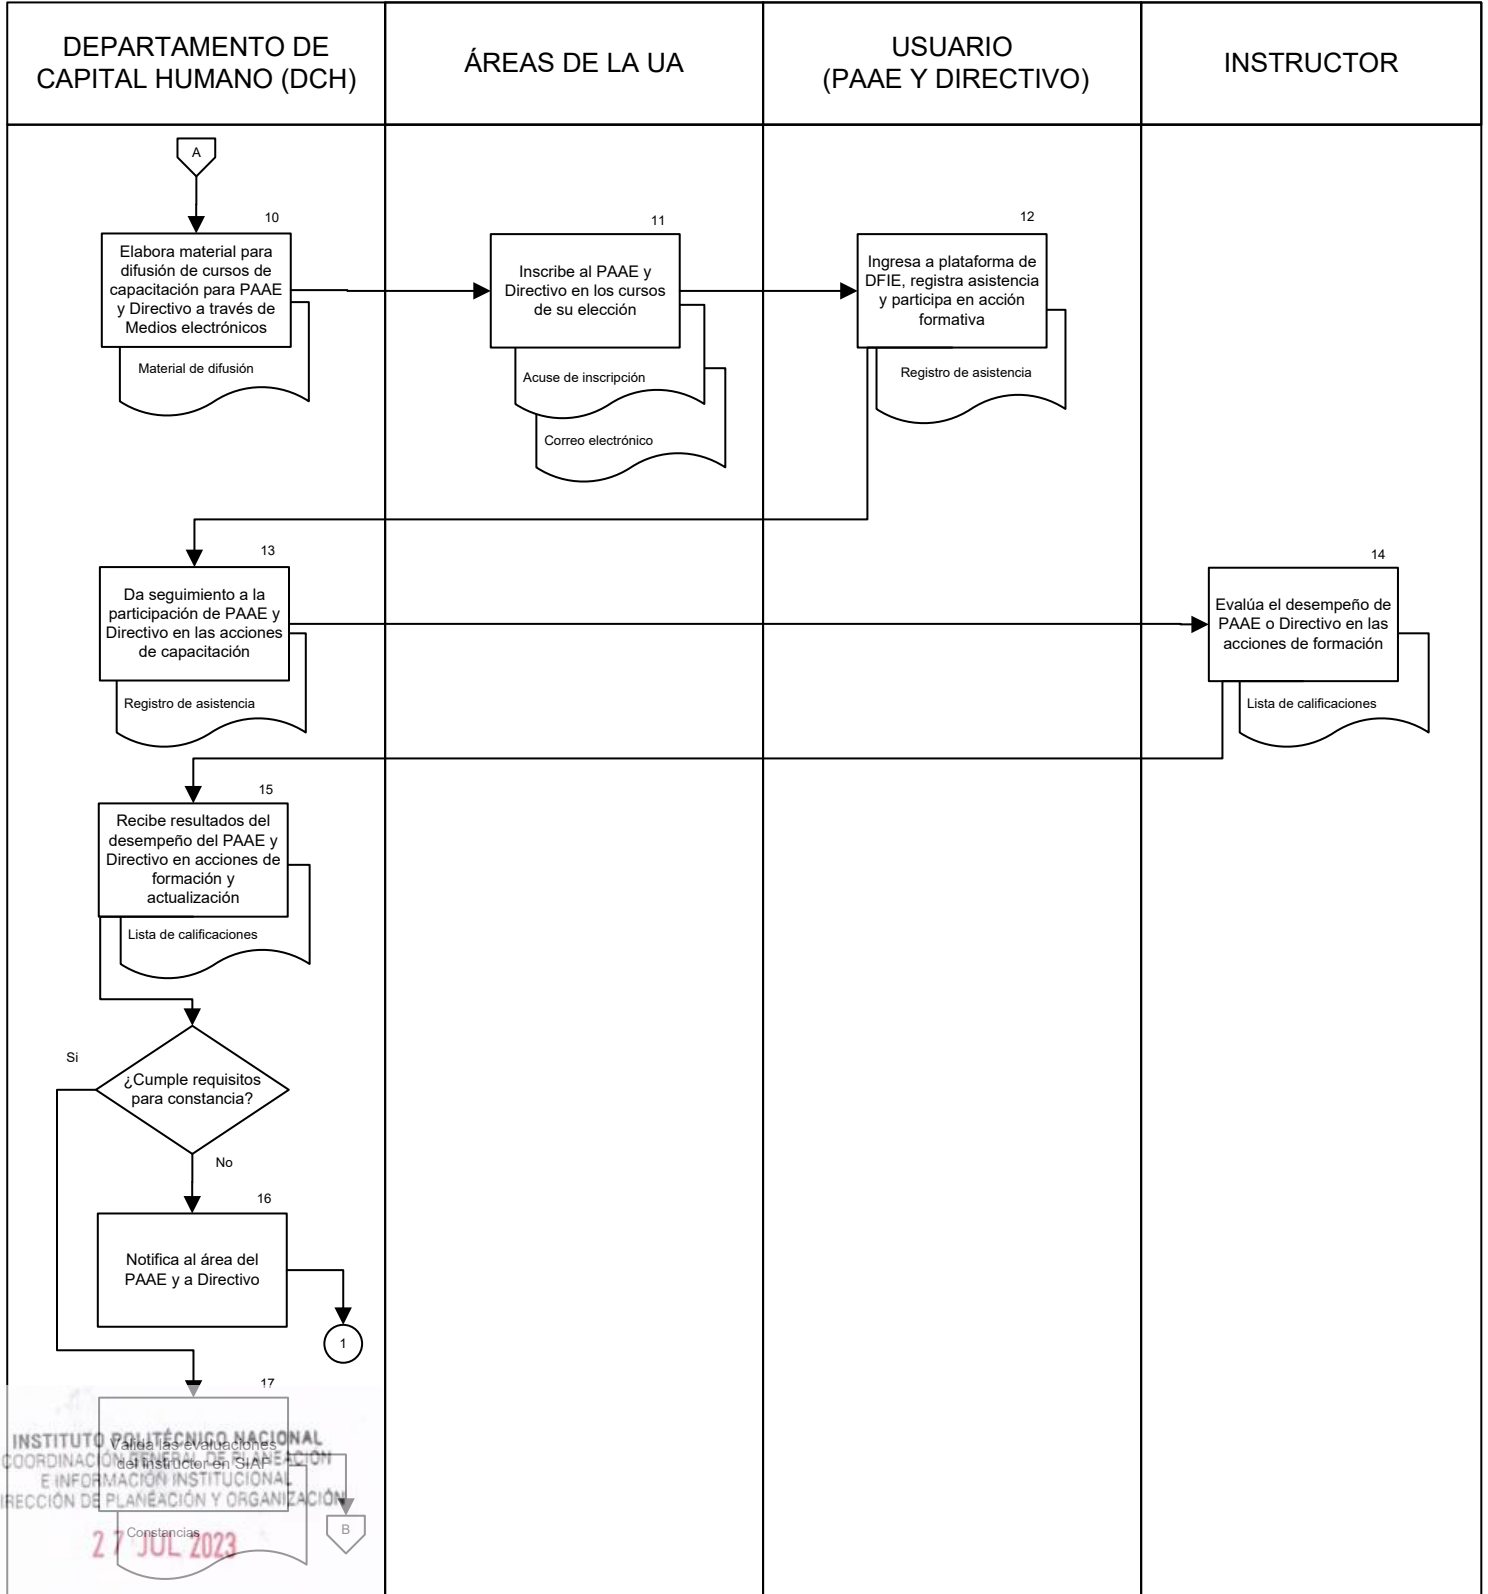 DEPARTAMENTO DE
CAPITAL HUMANO (DCH)
ÁREAS DE LA UA
USUARIO
(PAAE Y DIRECTIVO)
INSTRUCTOR
A
10
Elabora material para
difusión de cursos de
capacitación para PAAE
y Directivo a través de
Medios electrónicos
Material de difusión
11
Inscribe al PAAE y
Directivo en los cursos
de su elección
Acuse de inscripción
Correo electrónico
12
Ingresa a plataforma de
DFIE, registra asistencia
y participa en acción
formativa
Registro de asistencia
13
Da seguimiento a la
participación de PAAE y
Directivo en las acciones
de capacitación
Registro de asistencia
14
Evalúa el desempeño de
PAAE o Directivo en las
acciones de formación
Lista de calificaciones
15
Recibe resultados del
desempeño del PAAE y
Directivo en acciones de
formación y
actualización
Lista de calificaciones
Si
¿Cumple requisitos
para constancia?
No
16
Notifica al área del
PAAE y a Directivo
1
17
Valida las evaluaciones
del instructor en SIAP
Constancias
B
INSTITUTO POLITÉCNICO NACIONAL
COORDINACIÓN GENERAL DE PLANEACIÓN
E INFORMACIÓN INSTITUCIONAL
IRECCIÓN DE PLANEACIÓN Y ORGANIZACIÓN
27 JUL 2023